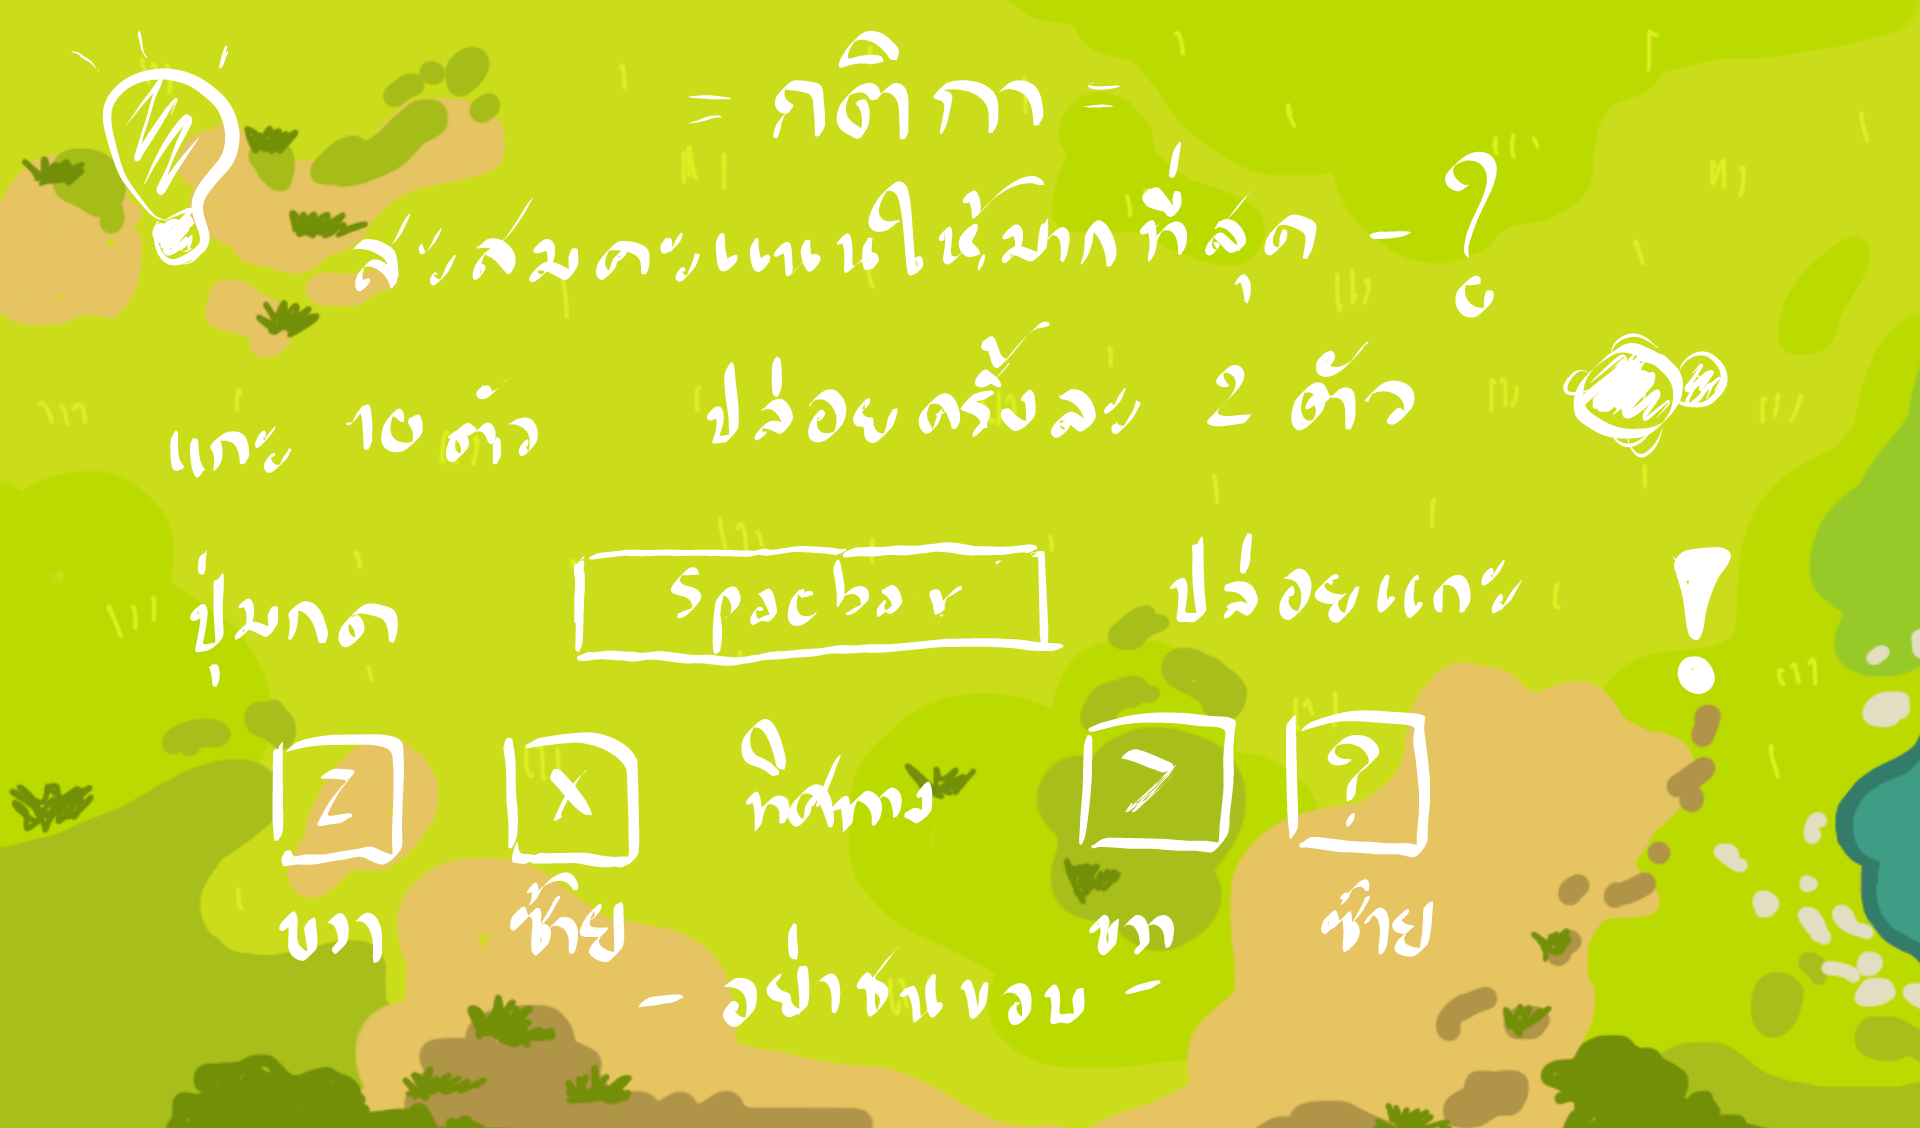 = กติกา =
สะสมคะแนนให้มากที่สุด - ?
แกะ 10 ตัว ปล่อยครั้งละ 2 ตัว
ปุ่มกด Spacbar ปล่อยแกะ !
Z X ทิศทาง > ?
ขวา ซ้าย ขวา ซ้าย
- อย่าชนขอบ -